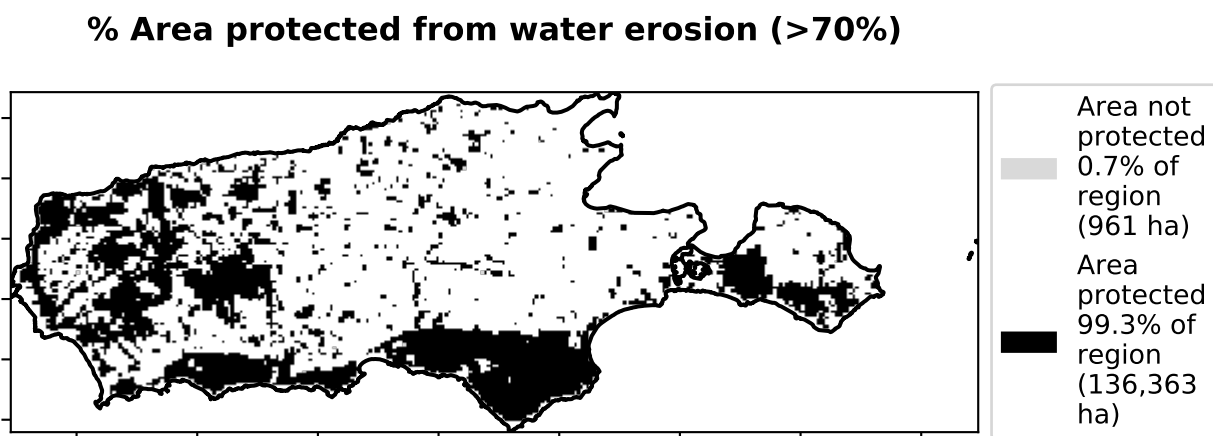 % Area protected from water erosion (>70%)
Area not
protected
0.7% of
region
(961 ha)
Area
protected
99.3% of
region
(136,363
ha)